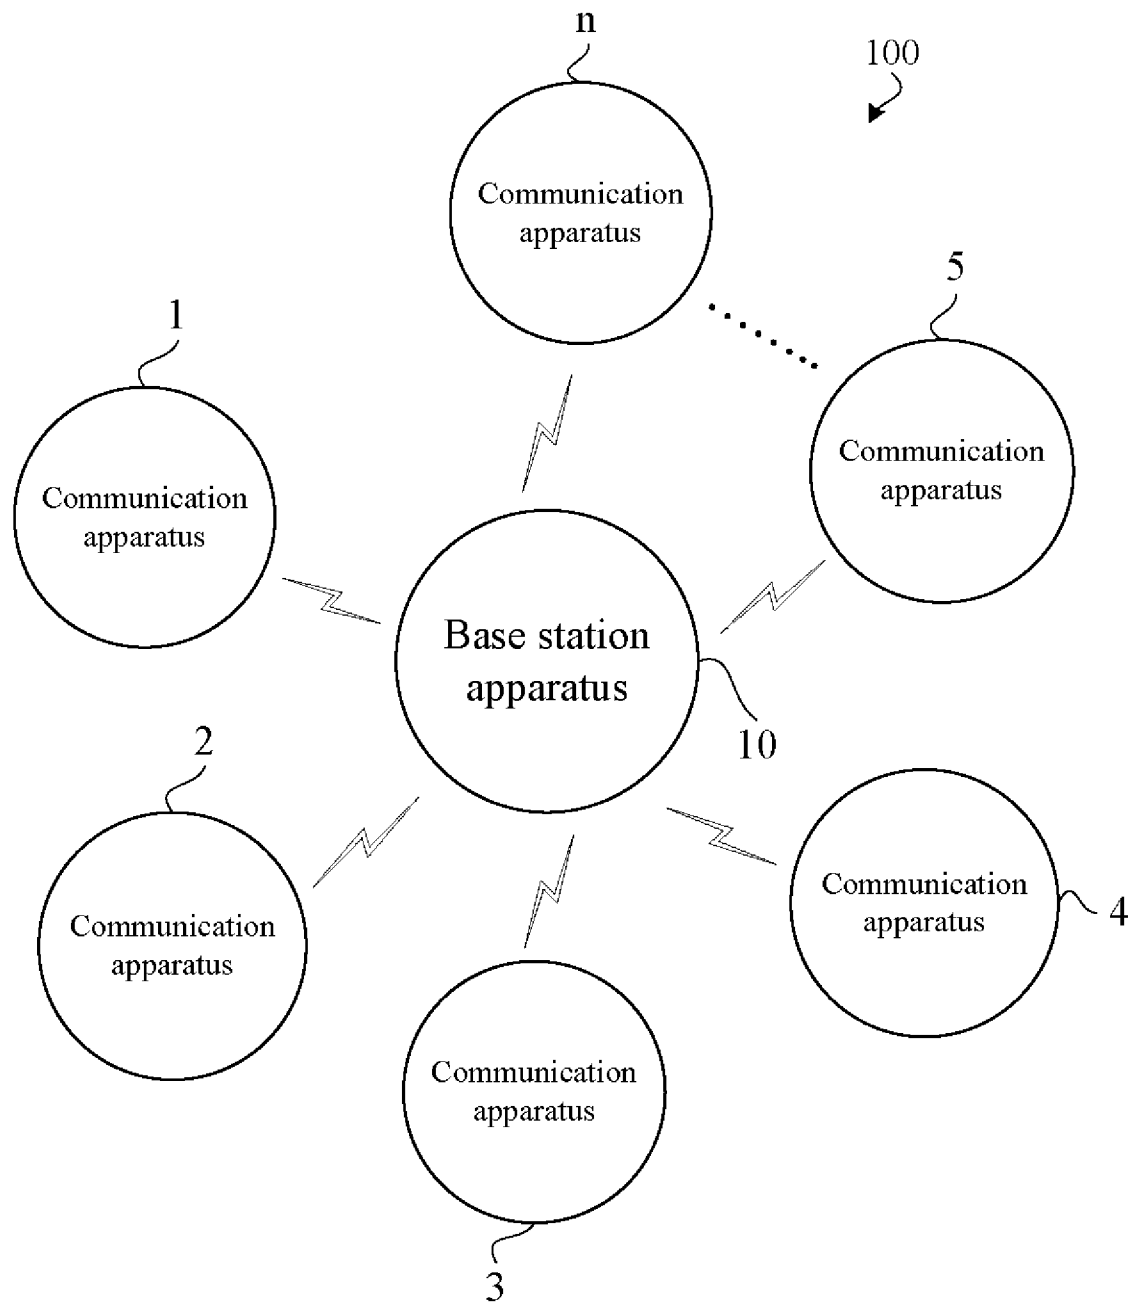 n
100
Communication
apparatus
5
1
Communication
apparatus
Communication
apparatus
Base station
apparatus
10
2
Communication
apparatus
4
Communication
apparatus
Communication
apparatus
3